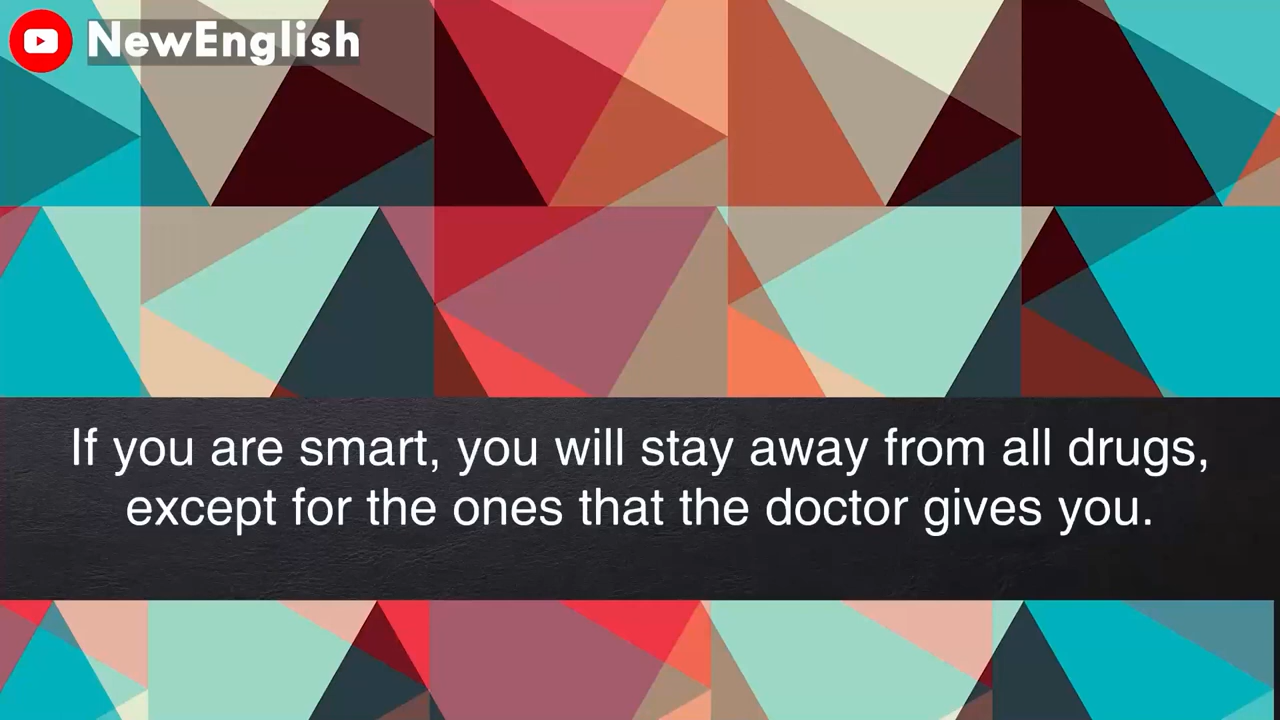 NewEnglish
If you are smart, you will stay away from all drugs,
except for the ones that the doctor gives you.